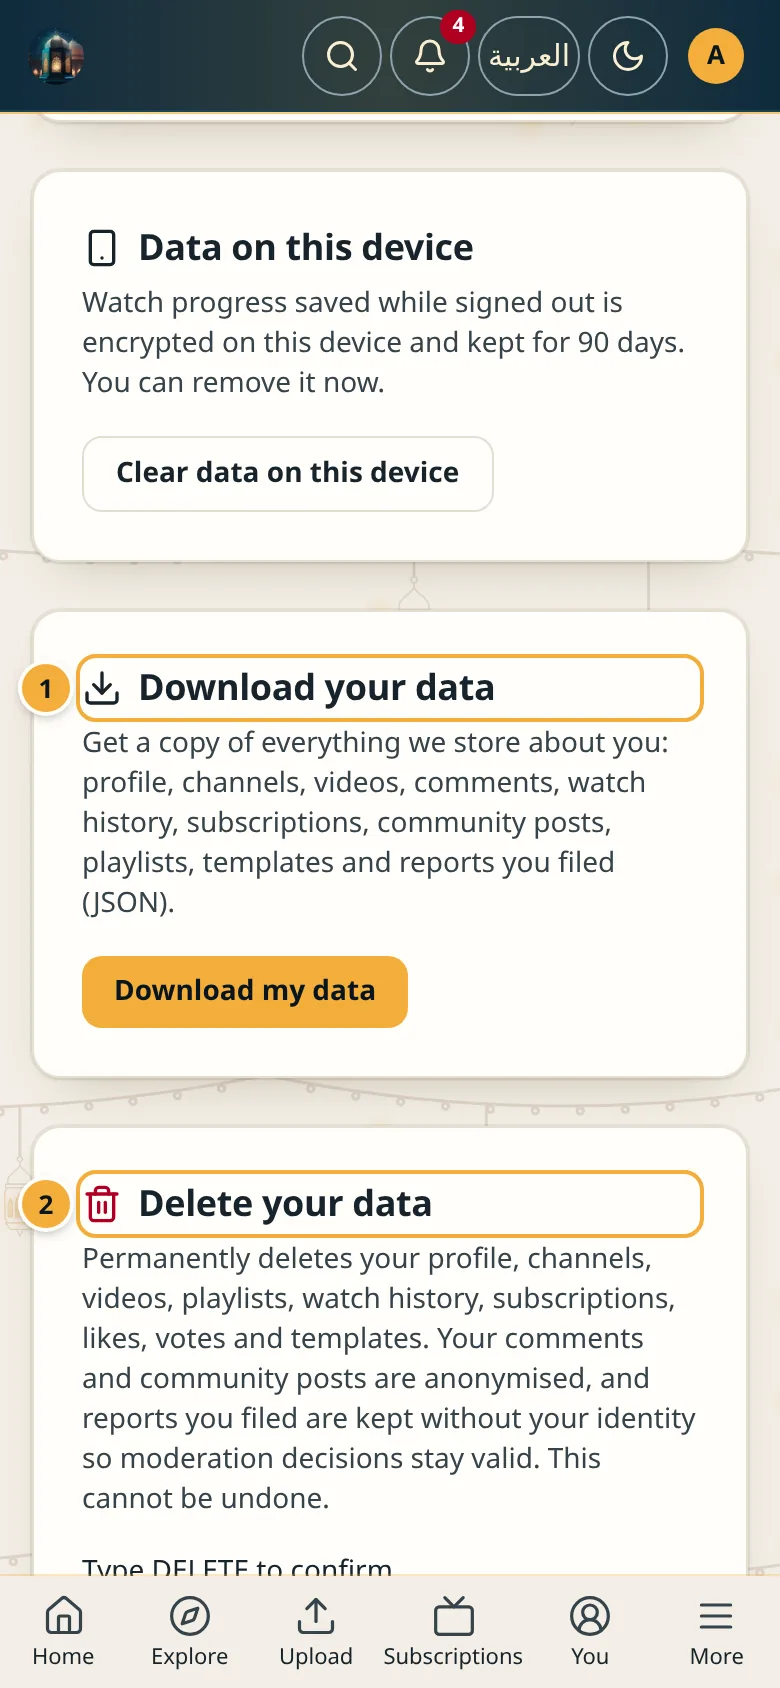 4
العربية
A
Data on this device
Watch progress saved while signed out is
encrypted on this device and kept for 90 days.
You can remove it now.
Clear data on this device
1
Download your data
Get a copy of everything we store about you:
profile, channels, videos, comments, watch
history, subscriptions, community posts,
playlists, templates and reports you filed
(JSON).
Download my data
2
Delete your data
Permanently deletes your profile, channels,
videos, playlists, watch history, subscriptions,
likes, votes and templates. Your comments
and community posts are anonymised, and
reports you filed are kept without your identity
so moderation decisions stay valid. This
cannot be undone.
Type DELETE to confirm
Home
Explore
Upload
Subscriptions
You
More